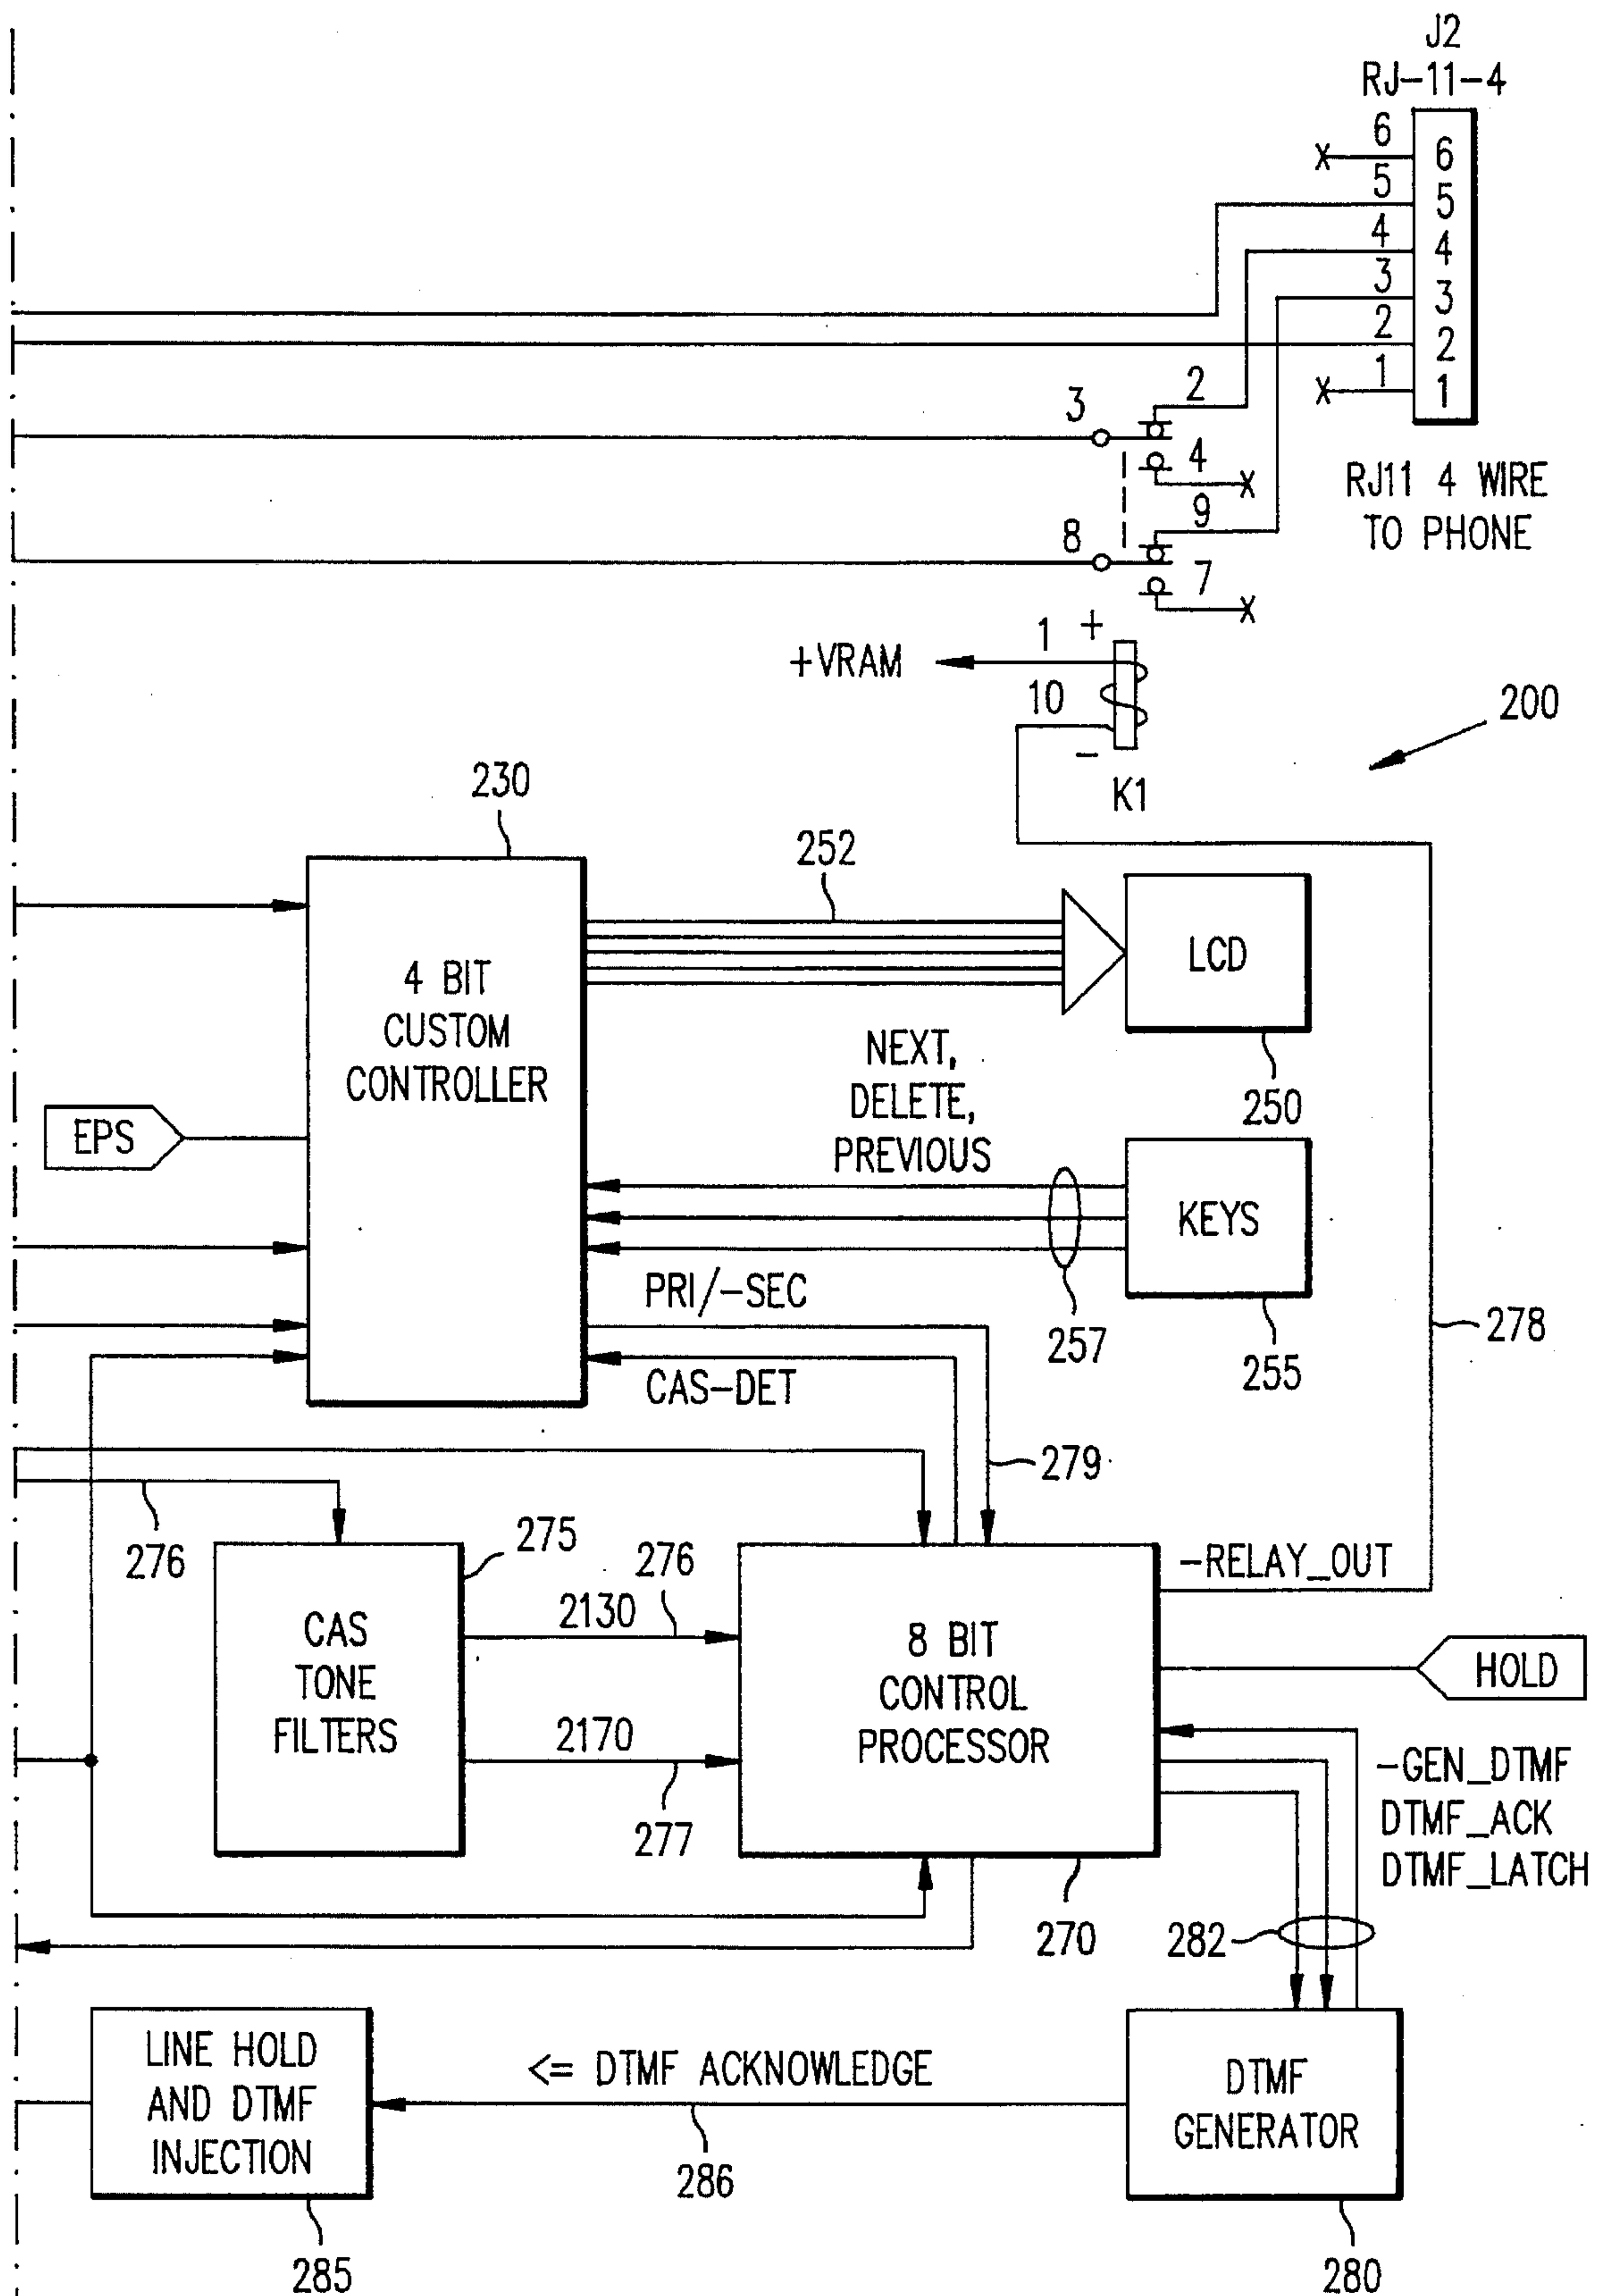 J2
RJ-11-4
6
6
5
5
4
4
3
3
2
2
1
1
3
2
4
9
8
7
RJ11 4 WIRE
TO PHONE
1 +
+VRAM
10
-
K1
200
230
252
4 BIT
CUSTOM
CONTROLLER
LCD
250
NEXT,
DELETE,
PREVIOUS
EPS
KEYS
257
255
PRI/-SEC
CAS-DET
278
279
276
275
CAS
TONE
FILTERS
2130
276
2170
277
8 BIT
CONTROL
PROCESSOR
270
-RELAY_OUT
HOLD
-GEN_DTMF
DTMF_ACK
DTMF_LATCH
282
LINE HOLD
AND DTMF
INJECTION
285
<= DTMF ACKNOWLEDGE
286
DTMF
GENERATOR
280